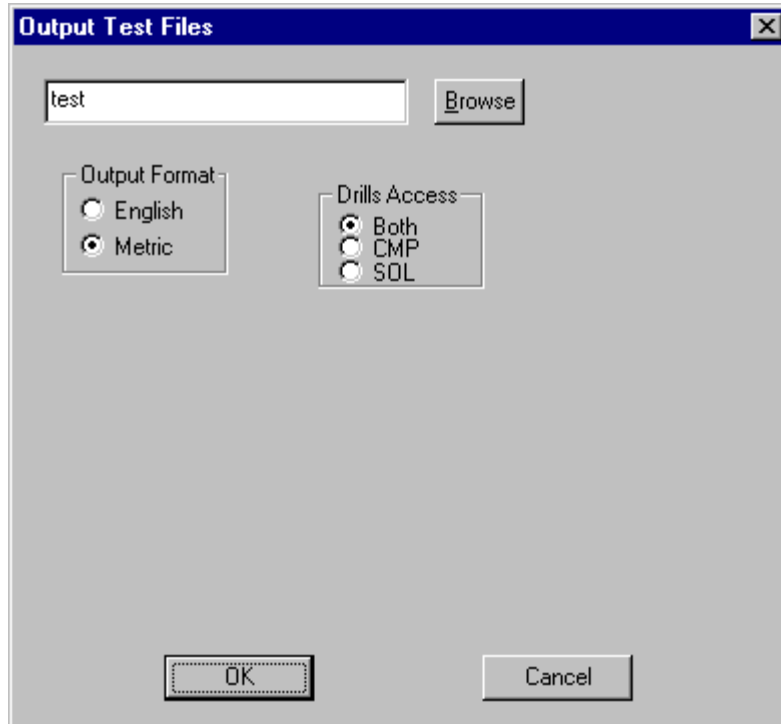 Output Test Files
test
Browse
Output Format
English
Metric
Drills Access
Both
CMP
SOL
OK
Cancel